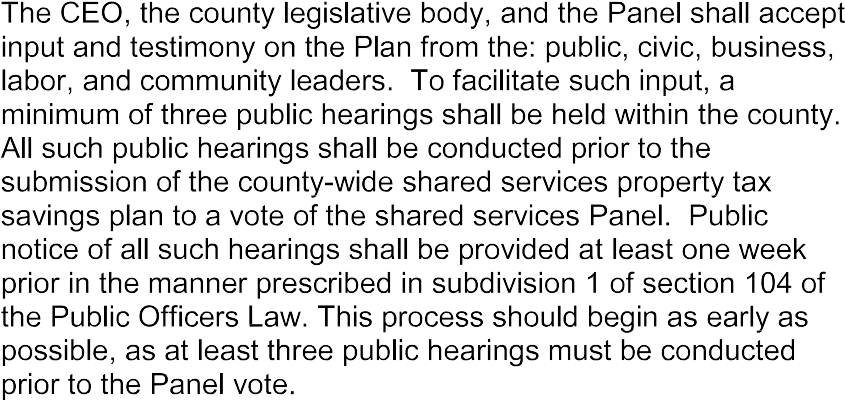 The CEO, the county legislative body, and the Panel shall accept
input and testimony on the Plan from the: public, civic, business,
labor, and community leaders.  To facilitate such input, a
minimum of three public hearings shall be held within the county.
All such public hearings shall be conducted prior to the
submission of the county-wide shared services property tax
savings plan to a vote of the shared services Panel.  Public
notice of all such hearings shall be provided at least one week
prior in the manner prescribed in subdivision 1 of section 104 of
the Public Officers Law. This process should begin as early as
possible, as at least three public hearings must be conducted
prior to the Panel vote.